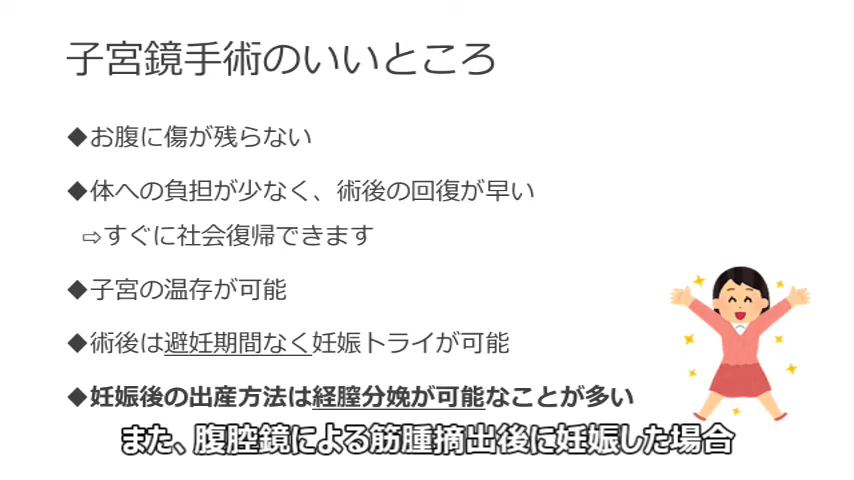 子宮鏡手術のいいところ
◆お腹に傷が残らない
◆体への負担が少なく、術後の回復が早い
⇨すぐに社会復帰できます
◆子宮の温存が可能
◆術後は避妊期間なく妊娠トライが可能
◆妊娠後の出産方法は経膣分娩が可能なことが多い
また、腹腔鏡による筋腫摘出後に妊娠した場合